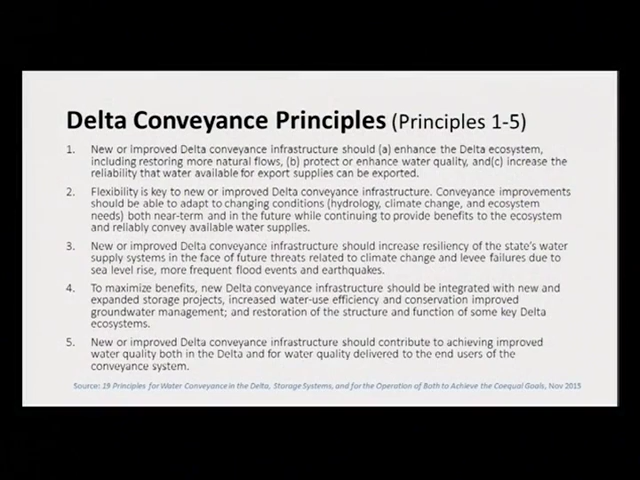 Delta Conveyance Principles (Principles 1-5)
1. New or improved Delta conveyance infrastructure should (a) enhance the Delta ecosystem,
including restoring more natural flows, (b) protect or enhance water quality, and(c) increase the
reliability that water available for export supplies can be exported.
2. Flexibility is key to new or improved Delta conveyance infrastructure. Conveyance improvements
should be able to adapt to changing conditions (hydrology, climate change, and ecosystem
needs) both near-term and in the future while continuing to provide benefits to the ecosystem
and reliably convey available water supplies.
3. New or improved Delta conveyance infrastructure should increase resiliency of the state's water
supply systems in the face of future threats related to climate change and levee failures due to
sea level rise, more frequent flood events and earthquakes.
4. To maximize benefits, new Delta conveyance infrastructure should be integrated with new and
expanded storage projects, increased water-use efficiency and conservation improved
groundwater management; and restoration of the structure and function of some key Delta
ecosystems.
5. New or improved Delta conveyance infrastructure should contribute to achieving improved
water quality both in the Delta and for water quality delivered to the end users of the
conveyance system.
Source: 19 Principles for Water Conveyance in the Delta, Storage Systems, and for the Operation of Both to Achieve the Coequal Goals, Nov 2015